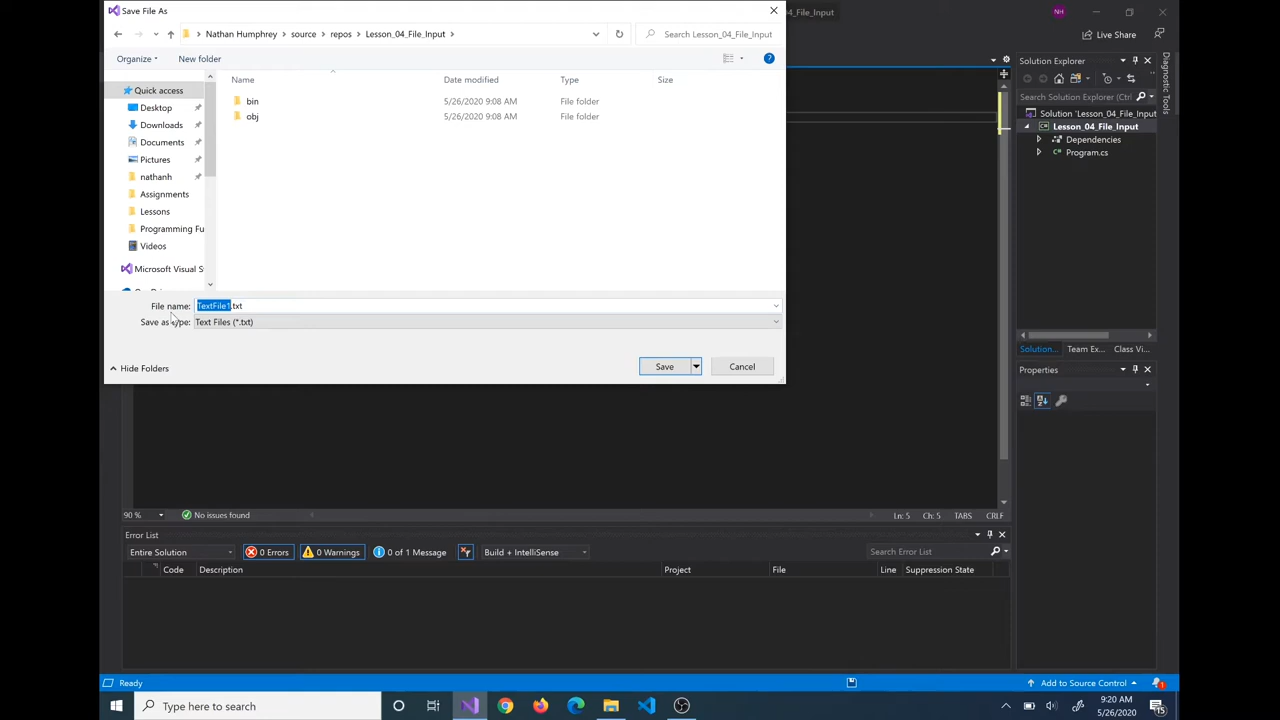 Save File As
04_File_Input
NH
Nathan Humphrey
source
repos
Lesson_04_File_Input
Search Lesson_04_File_Input
Live Share
Organize
New folder
Solution Explorer
Name
Date modified
Type
Size
Quick access
bin
5/26/2020 9:08 AM
File folder
Search Solution Explorer (Ctrl
Desktop
obj
5/26/2020 9:08 AM
File folder
Solution 'Lesson_04_File_Input'
Downloads
Lesson_04_File_Input
Documents
Dependencies
Pictures
Program.cs
nathanh
Assignments
Lessons
Programming Fu
Videos
Microsoft Visual S
Diagnostic Tools
File name:
TextFile1.txt
Save as type:
Text Files (*.txt)
Solution...
Team Ex...
Class Vi...
Save
Cancel
Hide Folders
Properties
90 %
No issues found
Ln: 5
Ch: 5
TABS
CRLF
Error List
Entire Solution
0 Errors
0 Warnings
0 of 1 Message
Build + IntelliSense
Search Error List
Code
Description
Project
File
Line
Suppression State
Ready
Add to Source Control
1
Type here to search
9:20 AM
5/26/2020
15